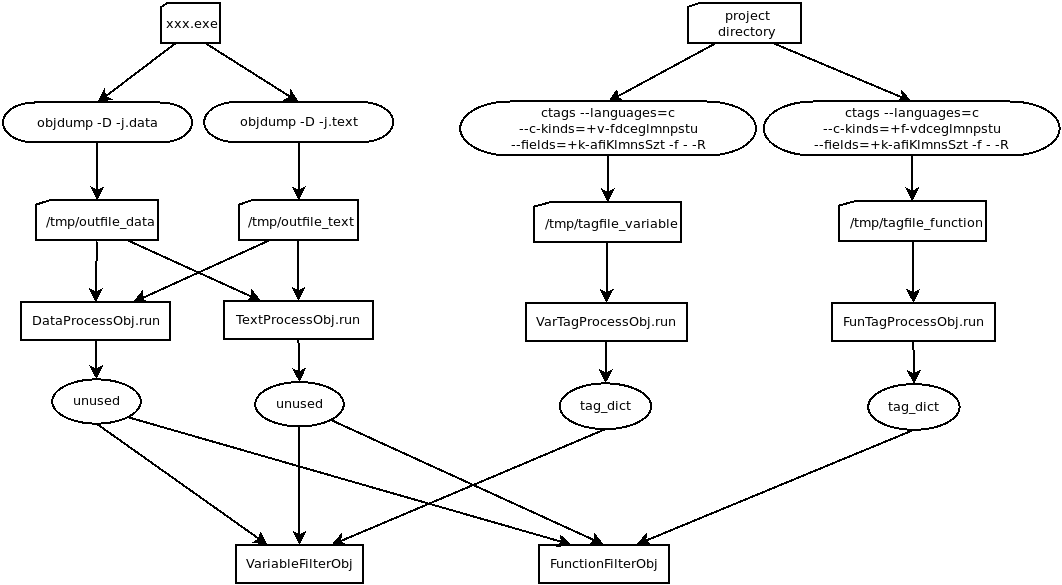 xxx.exe
project
directory
objdump -D -j.data
objdump -D -j.text
ctags --languages=c
--c-kinds=+v-fdceglmnpstu
--fields=+k-afiKlmnsSzt -f - -R
ctags --languages=c
--c-kinds=+f-vdceglmnpstu
--fields=+k-afiKlmnsSzt -f - -R
/tmp/outfile_data
/tmp/outfile_text
/tmp/tagfile_variable
/tmp/tagfile_function
DataProcessObj.run
TextProcessObj.run
VarTagProcessObj.run
FunTagProcessObj.run
unused
unused
tag_dict
tag_dict
VariableFilterObj
FunctionFilterObj